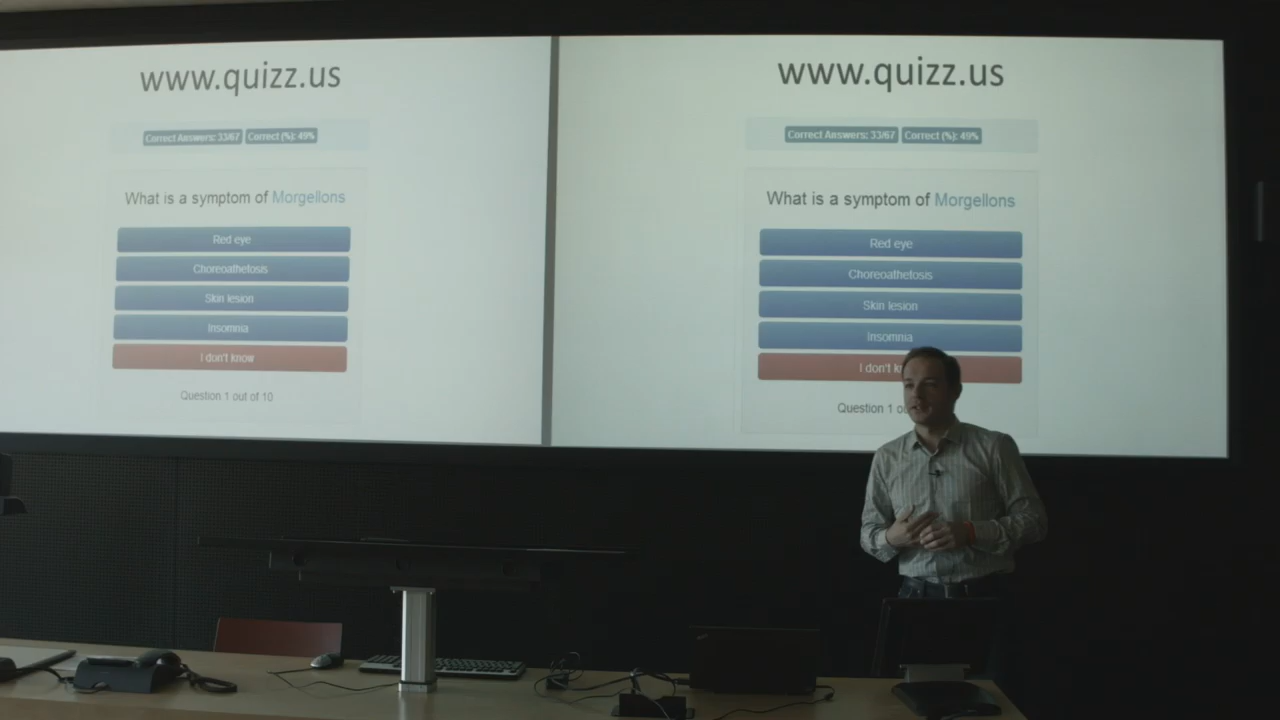 www.quizz.us
Correct Answers: 33/67 Correct (%): 49%
What is a symptom of Morgellons
Red eye
Choreoathetosis
Skin lesion
Insomnia
I don't know
Question 1 out of 10
www.quizz.us
Correct Answers: 33/67 Correct (%): 49%
What is a symptom of Morgellons
Red eye
Choreoathetosis
Skin lesion
Insomnia
I don't
Question 1